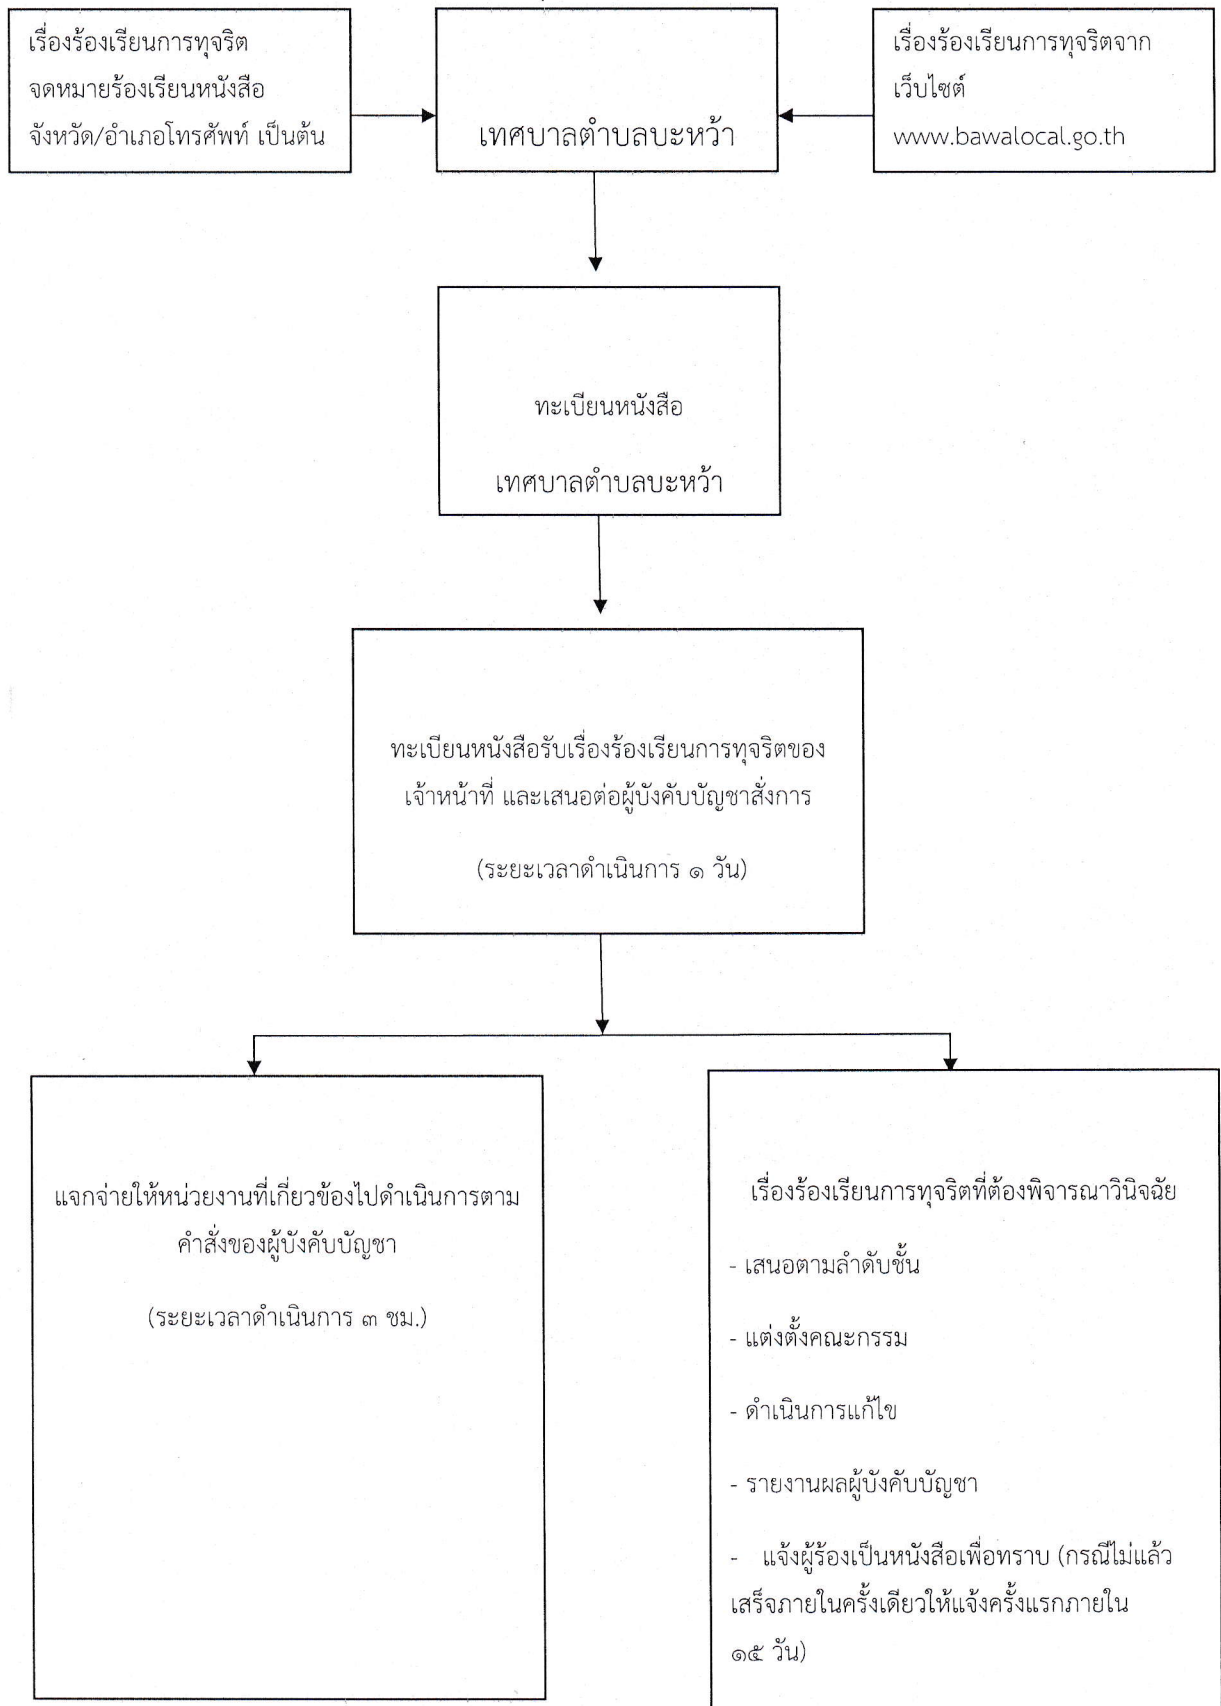 เรื่องร้องเรียนการทุจริต
จดหมายร้องเรียนหนังสือ
จังหวัด/อำเภอโทรศัพท์ เป็นต้น
เทศบาลตำบลบะหว้า
เรื่องร้องเรียนการทุจริตจาก
เว็บไซต์
www.bawalocal.go.th
ทะเบียนหนังสือ
เทศบาลตำบลบะหว้า
ทะเบียนหนังสือรับเรื่องร้องเรียนการทุจริตของ
เจ้าหน้าที่ และเสนอต่อผู้บังคับบัญชาสั่งการ
(ระยะเวลาดำเนินการ ๑ วัน)
แจกจ่ายให้หน่วยงานที่เกี่ยวข้องไปดำเนินการตาม
คำสั่งของผู้บังคับบัญชา
(ระยะเวลาดำเนินการ ๓ ชม.)
เรื่องร้องเรียนการทุจริตที่ต้องพิจารณาวินิจฉัย
- เสนอตามลำดับชั้น
- แต่งตั้งคณะกรรม
- ดำเนินการแก้ไข
- รายงานผลผู้บังคับบัญชา
- แจ้งผู้ร้องเป็นหนังสือเพื่อทราบ (กรณีไม่แล้ว
เสร็จภายในครั้งเดียวให้แจ้งครั้งแรกภายใน
๑๕ วัน)